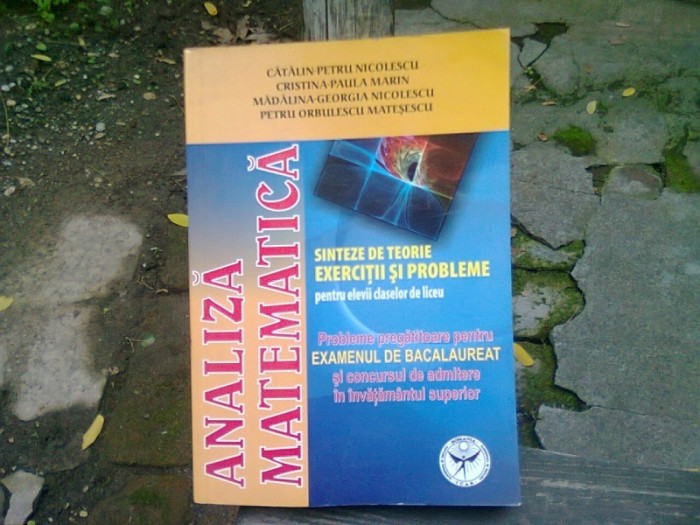 CĂTĂLIN-PETRU NICOLESCU
CRISTINA-PAULA MARIN
MĂDĂLINA-GEORGIA NICOLESCU
PETRU ORBULESCU MATEȘESCU
ANALIZĂ
MATEMATICĂ
SINTEZE DE TEORIE
EXERCIȚII ȘI PROBLEME
pentru elevii claselor de liceu
Probleme pregătitoare pentru
EXAMENUL DE BACALAUREAT
și concursul de admitere
în învățământul superior
ROMANIA